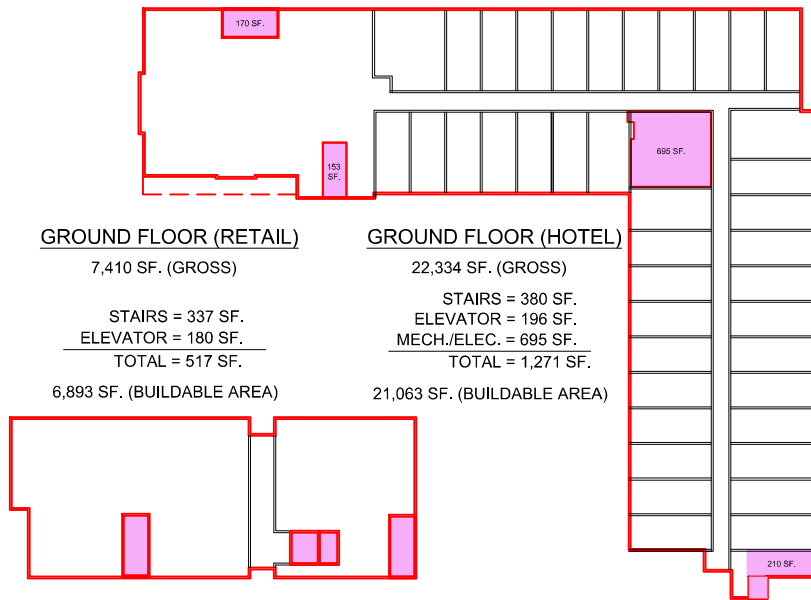 170 SF.
153
SF.
695 SF.
GROUND FLOOR (RETAIL)
7,410 SF. (GROSS)
STAIRS = 337 SF.
ELEVATOR = 180 SF.
TOTAL = 517 SF.
6,893 SF. (BUILDABLE AREA)
GROUND FLOOR (HOTEL)
22,334 SF. (GROSS)
STAIRS = 380 SF.
ELEVATOR = 196 SF.
MECH./ELEC. = 695 SF.
TOTAL = 1,271 SF.
21,063 SF. (BUILDABLE AREA)
210 SF.